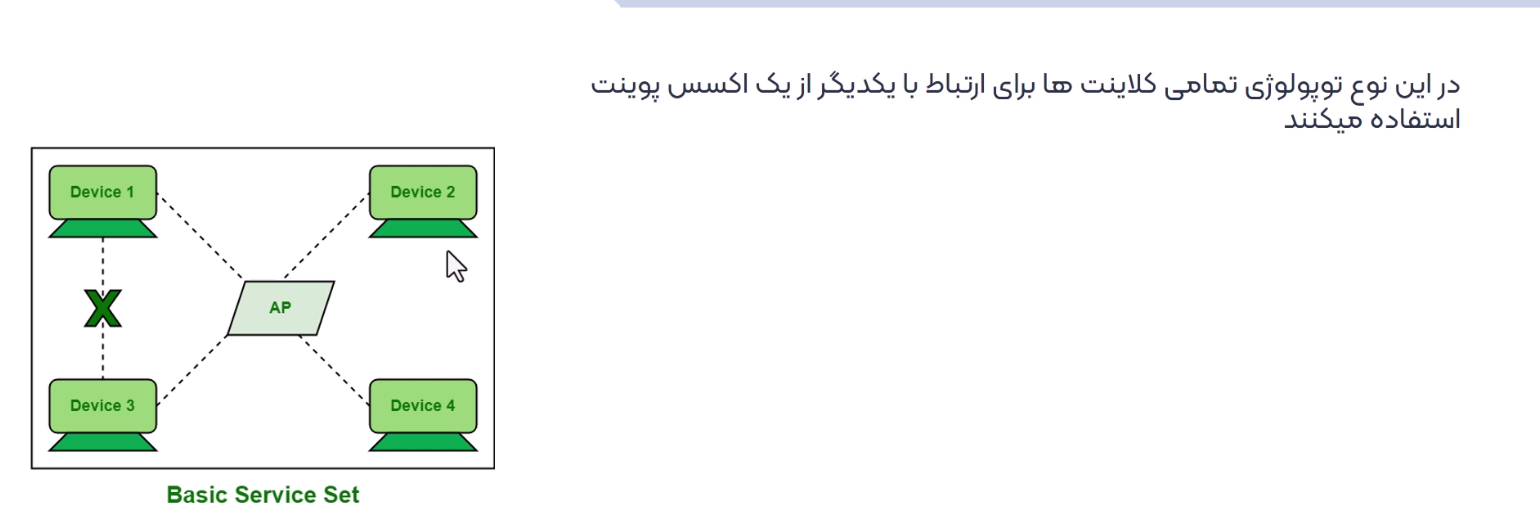 در این نوع توپولوژی تمامی کلاینت ها برای ارتباط با یکدیگر از یک اکسس پوینت
استفاده میکنند
Device 1
Device 2
X
AP
Device 3
Device 4
Basic Service Set